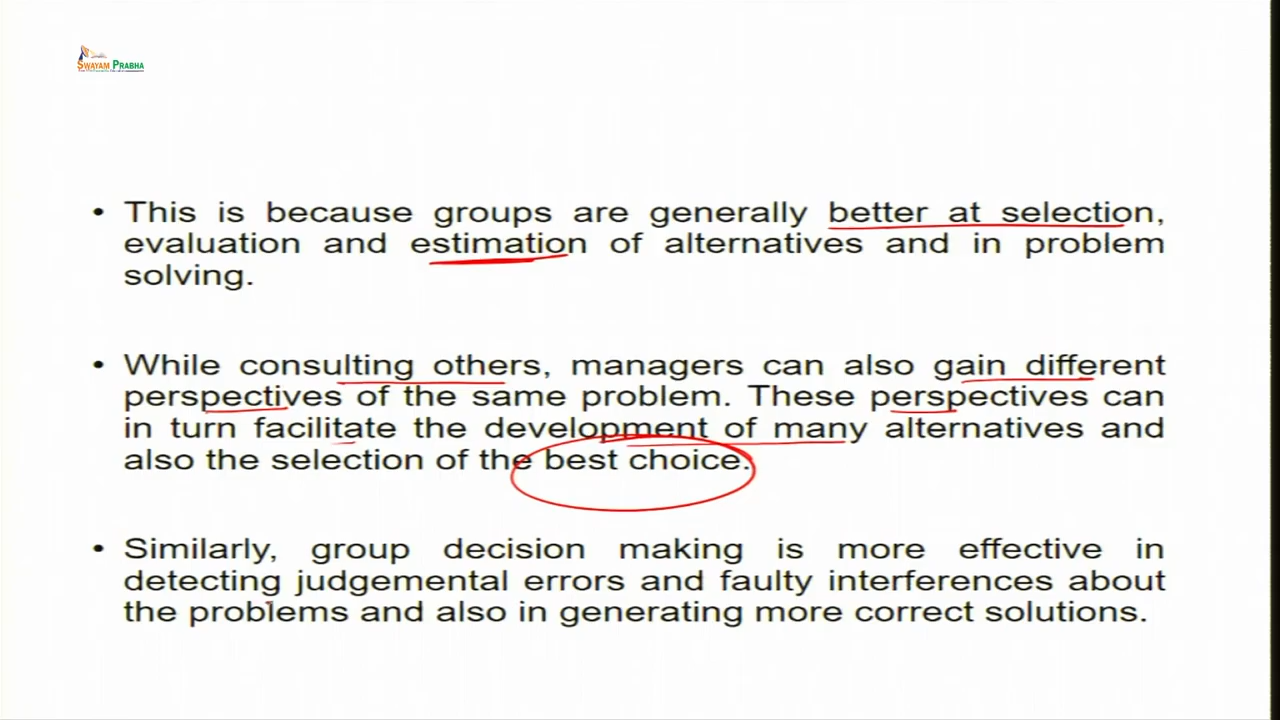 SWAYAM PRABHA
• This is because groups are generally better at selection,
evaluation and estimation of alternatives and in problem
solving.
• While consulting others, managers can also gain different
perspectives of the same problem. These perspectives can
in turn facilitate the development of many alternatives and
also the selection of the best choice.
• Similarly, group decision making is more effective in
detecting judgemental errors and faulty interferences about
the problems and also in generating more correct solutions.